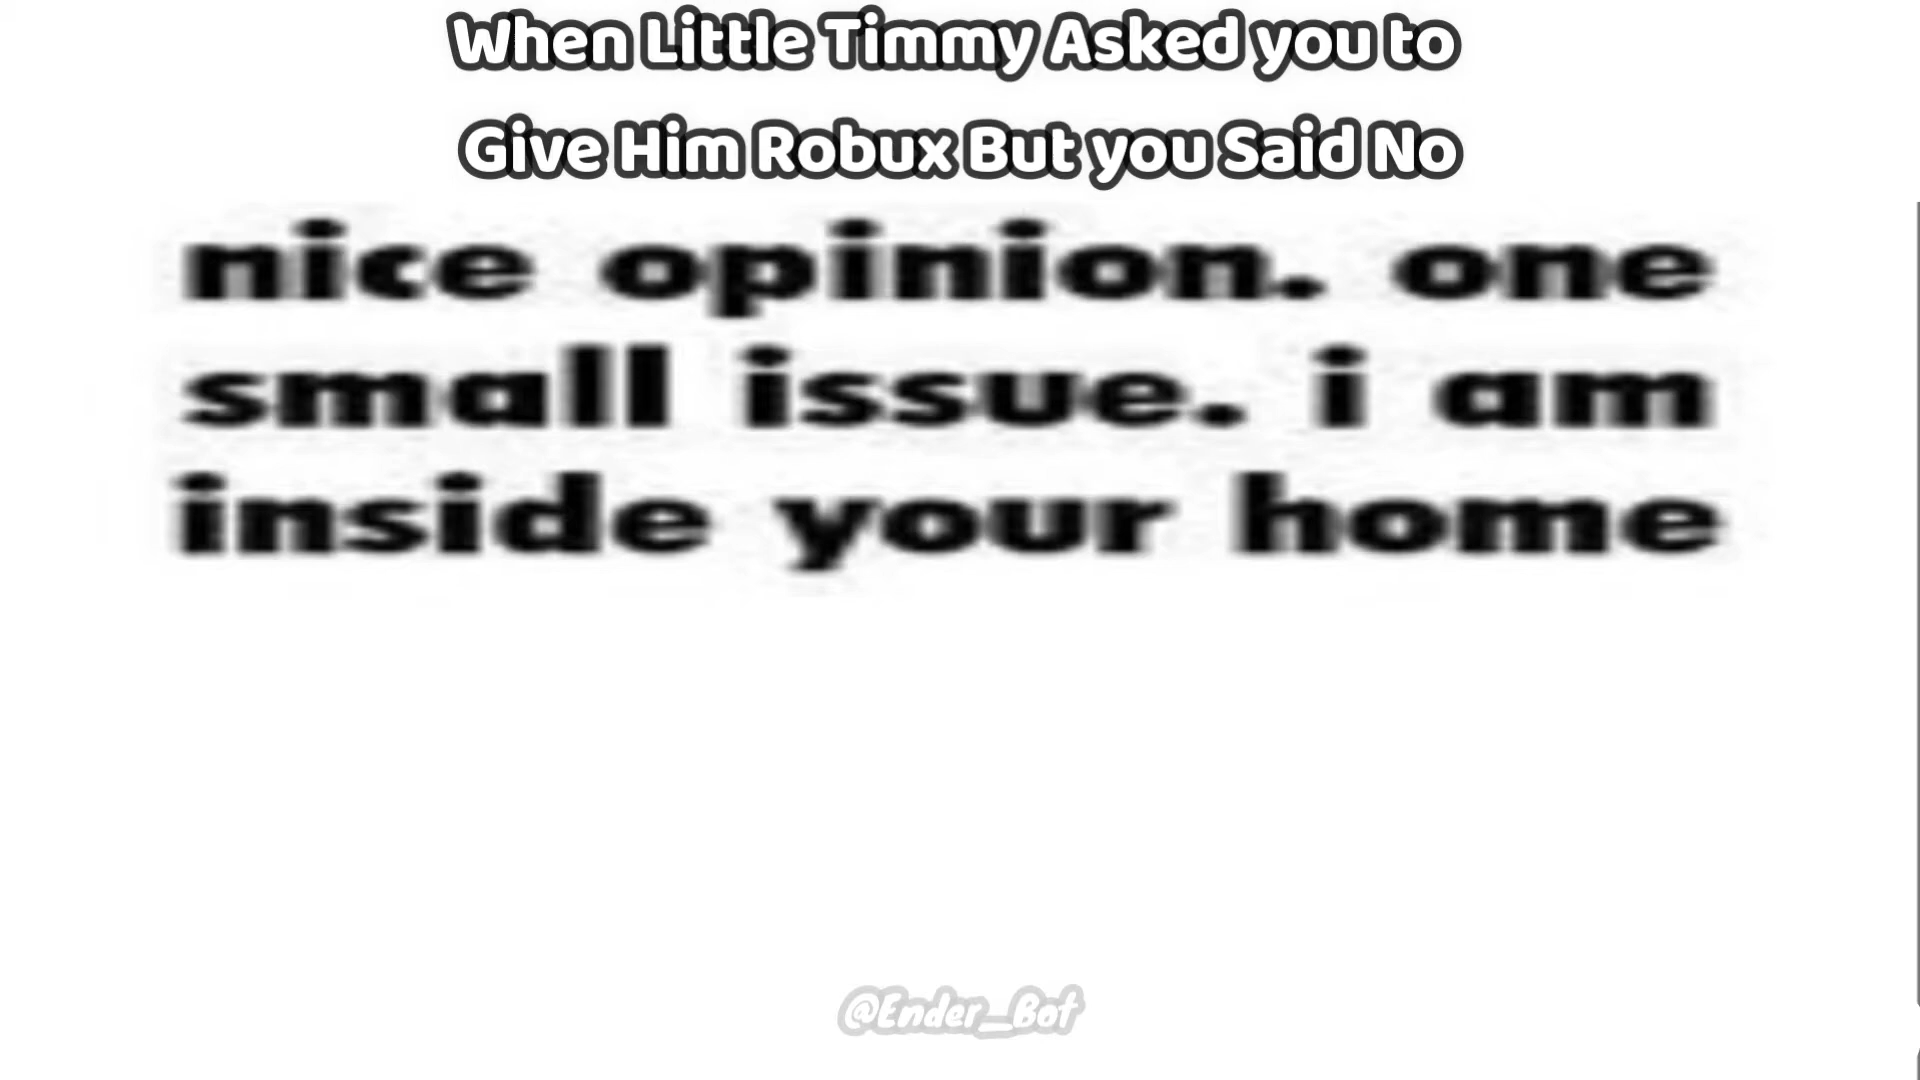 When Little Timmy Asked you to
Give Him Robux But you Said No
nice opinion. one
small issue. i am
inside your home
@Ender_Bot